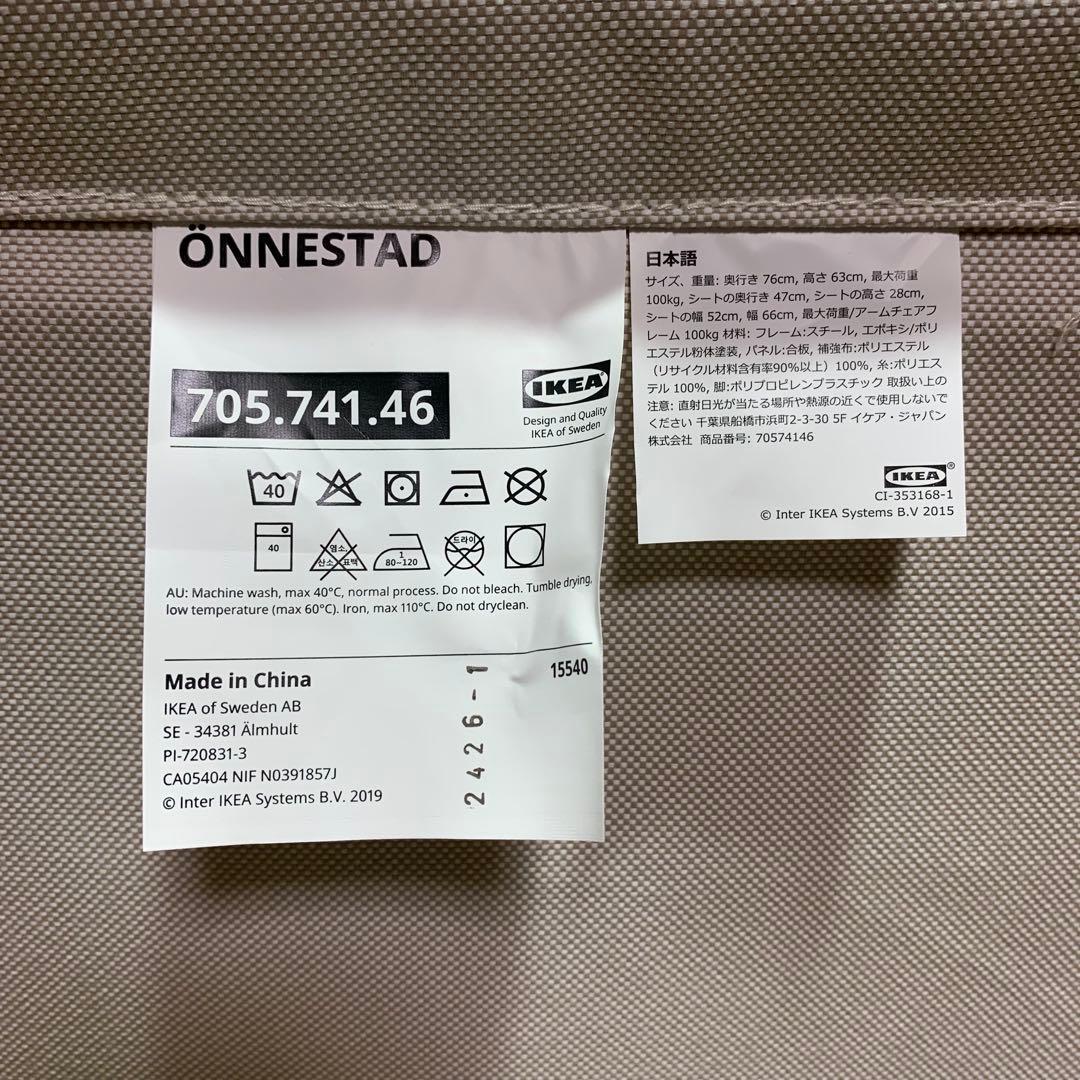 ÖNNESTAD
705.741.46
IKEA
Design and Quality
IKEA of Sweden
40
40
염소,
산소 표백
1
80~120
드라이
AU: Machine wash, max 40°C, normal process. Do not bleach. Tumble drying,
low temperature (max 60°C). Iron, max 110°C. Do not dryclean.
Made in China
15540
IKEA of Sweden AB
SE - 34381 Älmhult
PI-720831-3
CA05404 NIF N0391857J
© Inter IKEA Systems B.V. 2019
2426-1
日本語
サイズ、重量: 奥行き 76cm, 高さ 63cm, 最大荷重
100kg, シートの奥行き 47cm, シートの高さ 28cm,
シートの幅 52cm, 幅 66cm, 最大荷重/アームチェアフ
レーム 100kg 材料: フレーム:スチール, エポキシ/ポリ
エステル粉体塗装, パネル:合板, 補強布:ポリエステル
（リサイクル材料含有率90%以上）100%, 糸:ポリエス
テル 100%, 脚:ポリプロピレンプラスチック 取扱い上の
注意: 直射日光が当たる場所や熱源の近くで使用しないで
ください 千葉県船橋市浜町2-3-30 5F イケア・ジャパン
株式会社 商品番号: 70574146
IKEA®
CI-353168-1
© Inter IKEA Systems B.V 2015